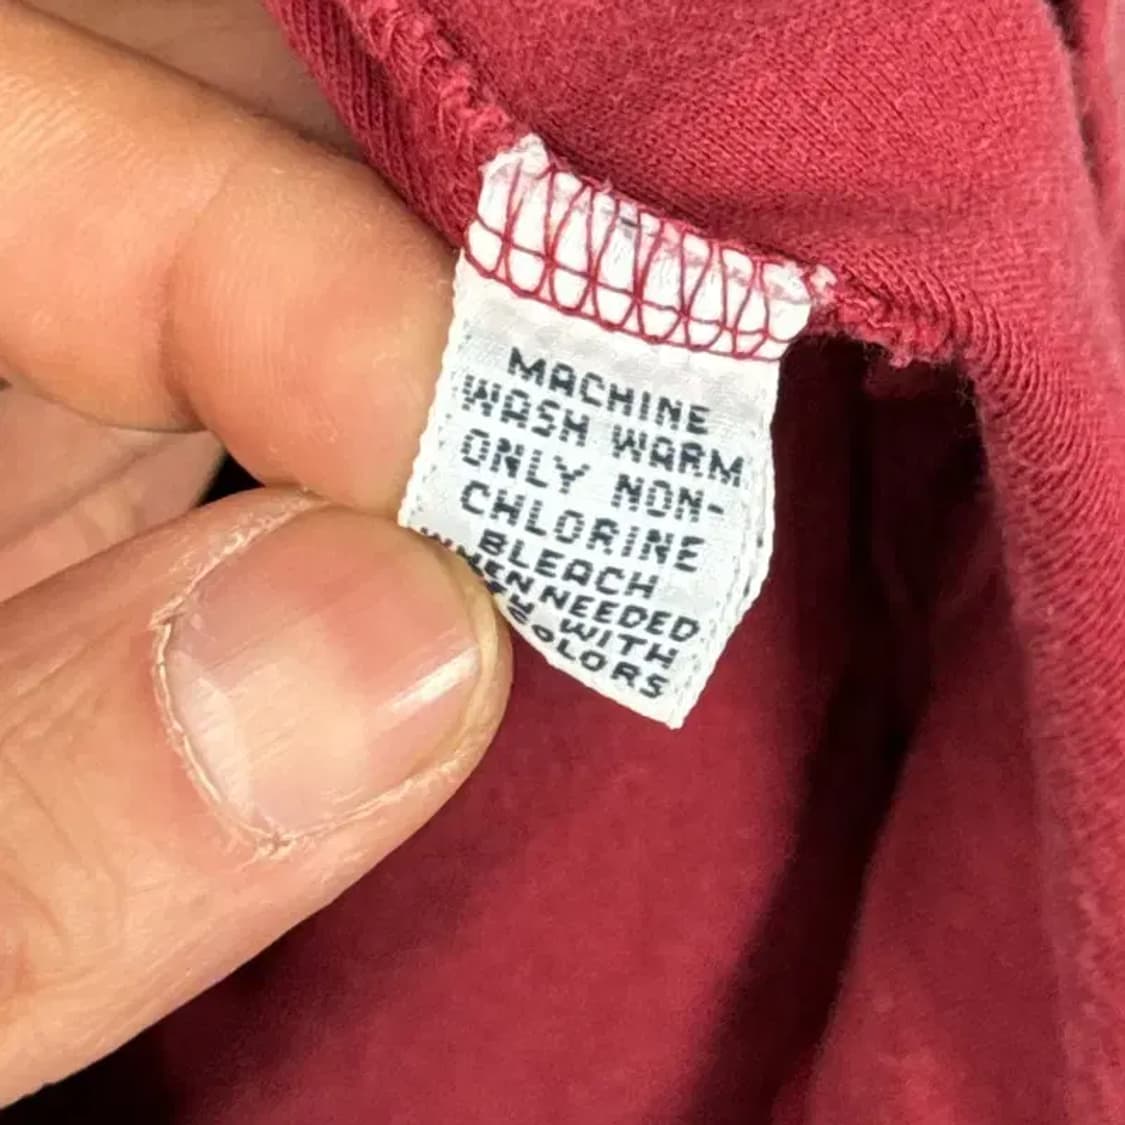 MACHINE
WASH WARM
ONLY NON-
CHLORINE
BLEACH
WHEN NEEDED
WITH
COLORS